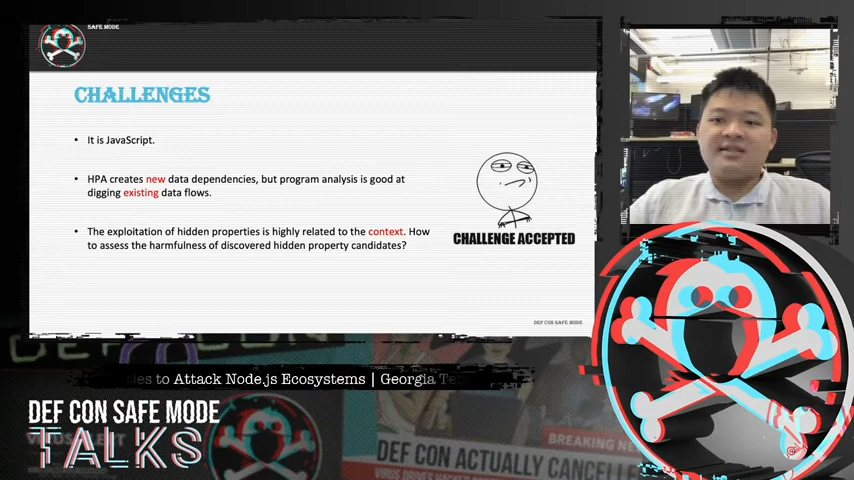 SAFE MODE
CHALLENGES
• It is JavaScript.
• HPA creates new data dependencies, but program analysis is good at
digging existing data flows.
• The exploitation of hidden properties is highly related to the context. How
to assess the harmfulness of discovered hidden property candidates?
CHALLENGE ACCEPTED
DEF CON SAFE MODE
to Attack Node.js Ecosystems | Georgia
DEF CON SAFE MODE
TALKS
BREAKING
DEF CON ACTUALLY